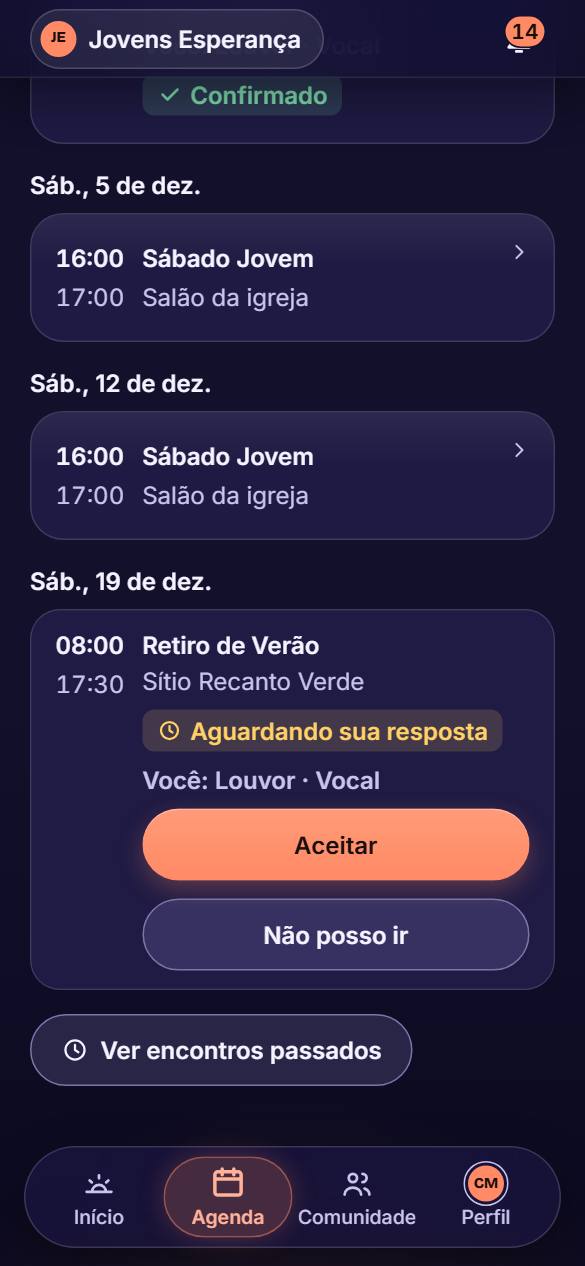 JE Jovens Esperança
14
Vocal
Confirmado
Sáb., 5 de dez.
16:00 Sábado Jovem
17:00 Salão da igreja
Sáb., 12 de dez.
16:00 Sábado Jovem
17:00 Salão da igreja
Sáb., 19 de dez.
08:00 Retiro de Verão
17:30 Sítio Recanto Verde
Aguardando sua resposta
Você: Louvor · Vocal
Aceitar
Não posso ir
Ver encontros passados
CM
Início Agenda Comunidade Perfil